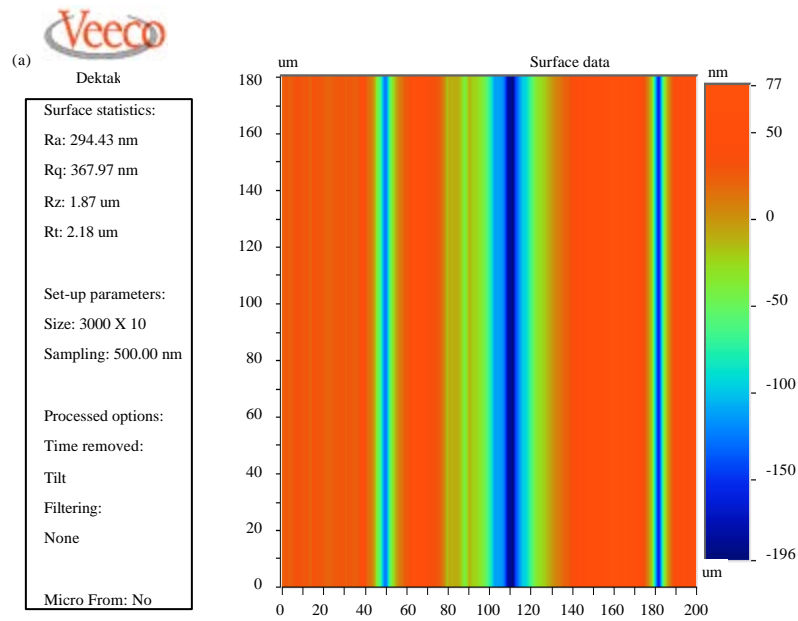 Veeco
(a)
Dektak
Surface statistics:
Ra: 294.43 nm
Rq: 367.97 nm
Rz: 1.87 um
Rt: 2.18 um
Set-up parameters:
Size: 3000 X 10
Sampling: 500.00 nm
Processed options:
Time removed:
Tilt
Filtering:
None
Micro From: No
um
Surface data
180
160
140
120
100
80
60
40
20
0
0 20 40 60 80 100 120 140 160 180 200
nm
77
50
0
-50
-100
-150
-196
um